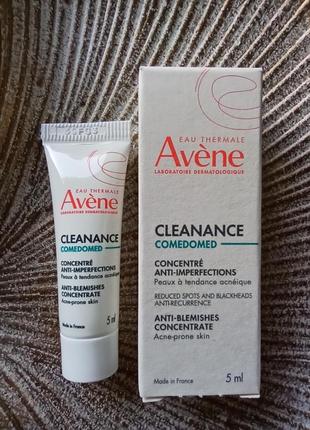 EAU THERMALE
Avène
LABORATOIRE DERMATOLOGIQUE
CLEANANCE
COMEDOMED
CONCENTRÉ
ANTI-IMPERFECTIONS
Peaux à tendance acnéique
ANTI-BLEMISHES
CONCENTRATE
Acne-prone skin
Made in France
5 ml
EAU THERMALE
Avène
LABORATOIRE DERMATOLOGIQUE
CLEANANCE
COMEDOMED
CONCENTRÉ
ANTI-IMPERFECTIONS
Peaux à tendance acnéique
REDUCED SPOTS AND BLACKHEADS
ANTI-RECURRENCE
ANTI-BLEMISHES
CONCENTRATE
Acne-prone skin
Made in France
5 ml